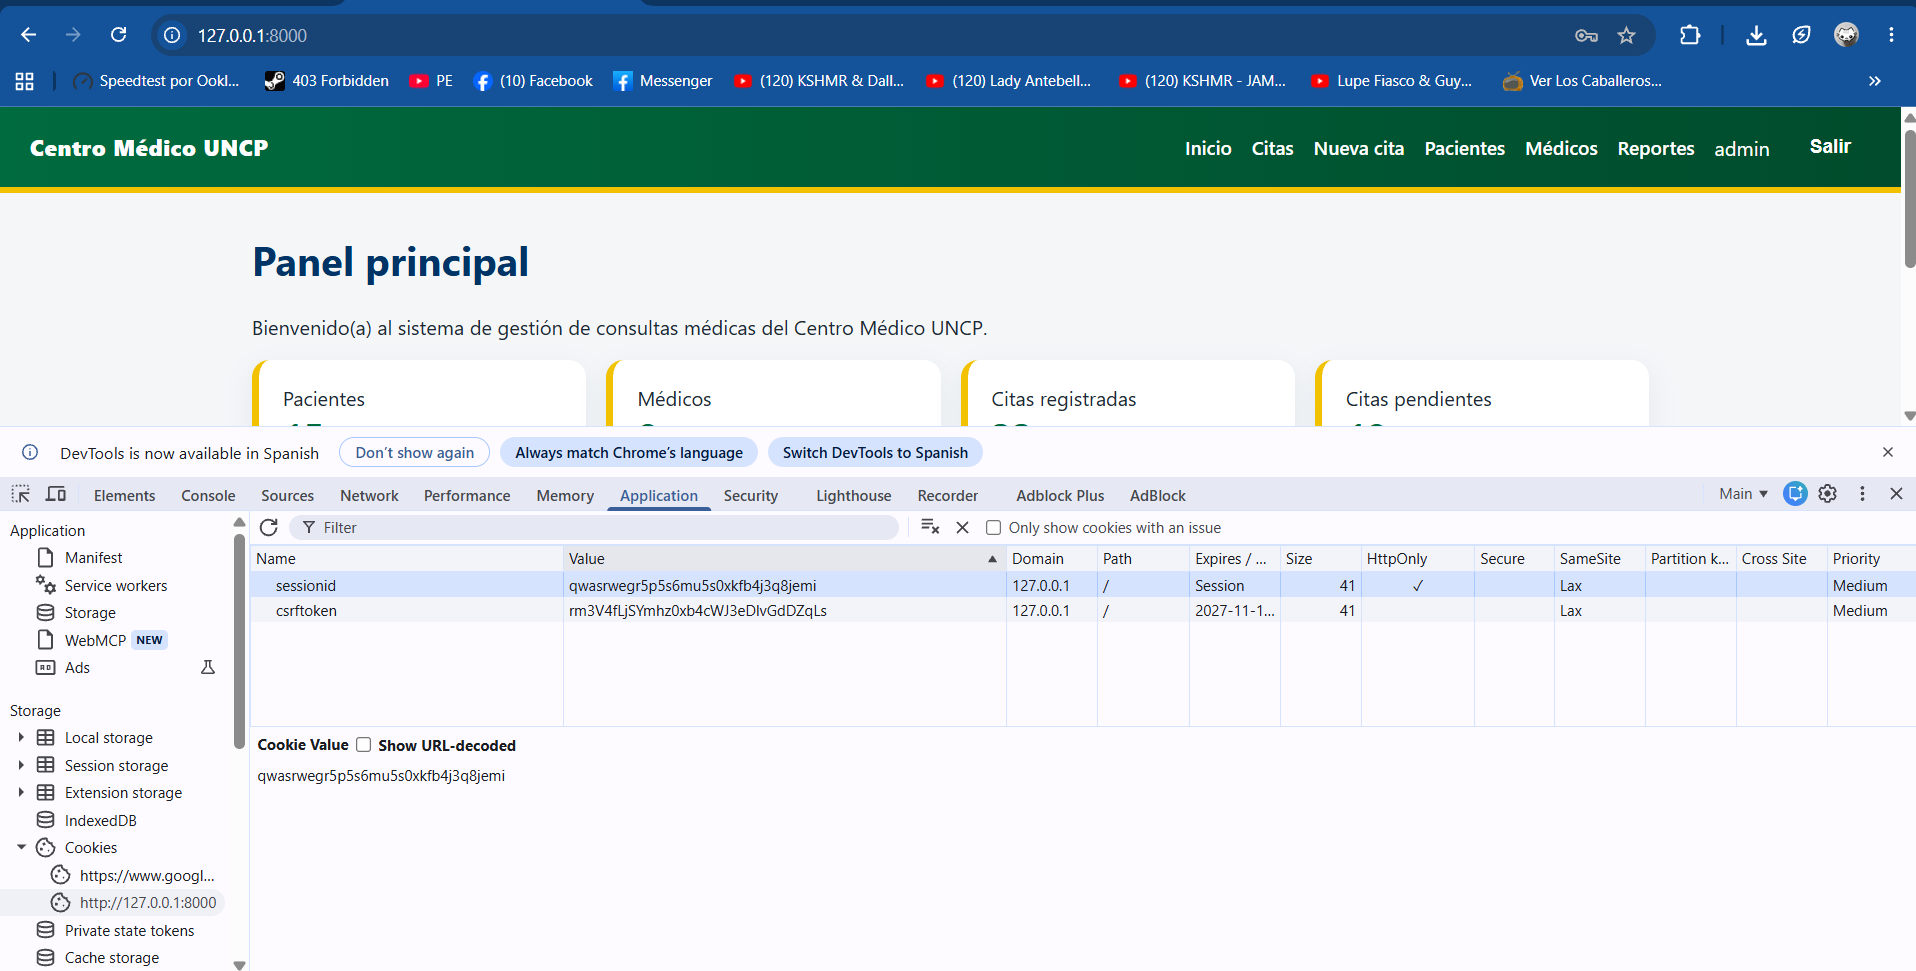 127.0.0.1:8000
Speedtest por Ookl... 403 Forbidden PE (10) Facebook Messenger (120) KSHMR & Dall... (120) Lady Antebell... (120) KSHMR - JAM... Lupe Fiasco & Guy... Ver Los Caballeros... »
Centro Médico UNCP Inicio Citas Nueva cita Pacientes Médicos Reportes admin Salir
Panel principal
Bienvenido(a) al sistema de gestión de consultas médicas del Centro Médico UNCP.
Pacientes Médicos Citas registradas Citas pendientes
DevTools is now available in Spanish Don't show again Always match Chrome's language Switch DevTools to Spanish
Elements Console Sources Network Performance Memory Application Security Lighthouse Recorder Adblock Plus AdBlock Main
Application
Manifest
Service workers
Storage
WebMCP NEW
Ads
Storage
Local storage
Session storage
Extension storage
IndexedDB
Cookies
https://www.googl...
http://127.0.0.1:8000
Private state tokens
Cache storage
Filter Only show cookies with an issue
Name Value Domain Path Expires / ... Size HttpOnly Secure SameSite Partition k... Cross Site Priority
sessionid qwasrwegr5p5s6mu5s0xkfb4j3q8jemi 127.0.0.1 / Session 41 ✓ Lax Medium
csrftoken rm3V4fLjSYmhz0xb4cWJ3eDIvGdDZqLs 127.0.0.1 / 2027-11-1... 41 Lax Medium
Cookie Value Show URL-decoded
qwasrwegr5p5s6mu5s0xkfb4j3q8jemi